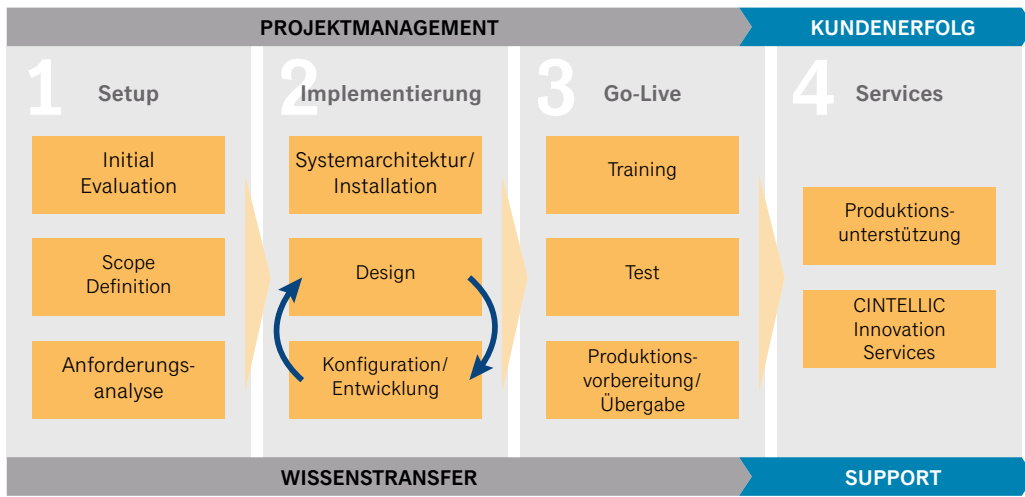 PROJEKTMANAGEMENT
KUNDENERFOLG
1
Setup
Initial
Evaluation
Scope
Definition
Anforderungs-
analyse
2
Implementierung
Systemarchitektur/
Installation
Design
Konfiguration/
Entwicklung
3
Go-Live
Training
Test
Produktions-
vorbereitung/
Übergabe
4
Services
Produktions-
unterstützung
CINTELLIC
Innovation
Services
WISSENSTRANSFER
SUPPORT